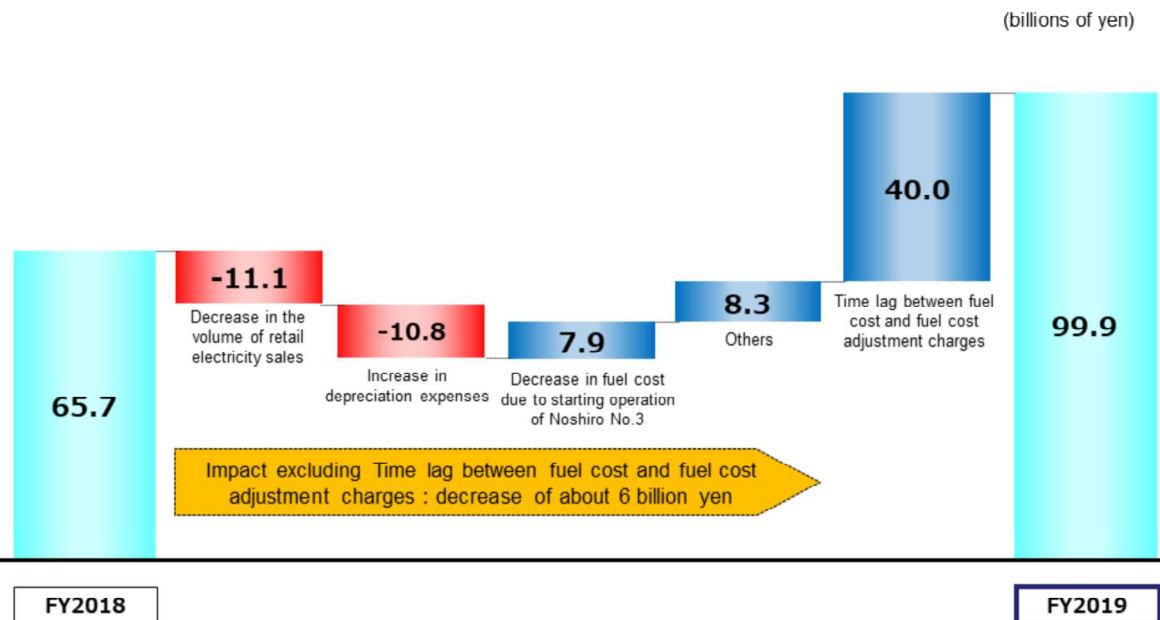 (billions of yen)
40.0
-11.1
8.3
Time lag between fuel
cost and fuel cost
adjustment charges
Decrease in the
volume of retail
electricity sales
-10.8
7.9
Others
99.9
Increase in
depreciation expenses
Decrease in fuel cost
due to starting operation
of Noshiro No.3
65.7
Impact excluding Time lag between fuel cost and fuel cost
adjustment charges : decrease of about 6 billion yen
FY2018
FY2019